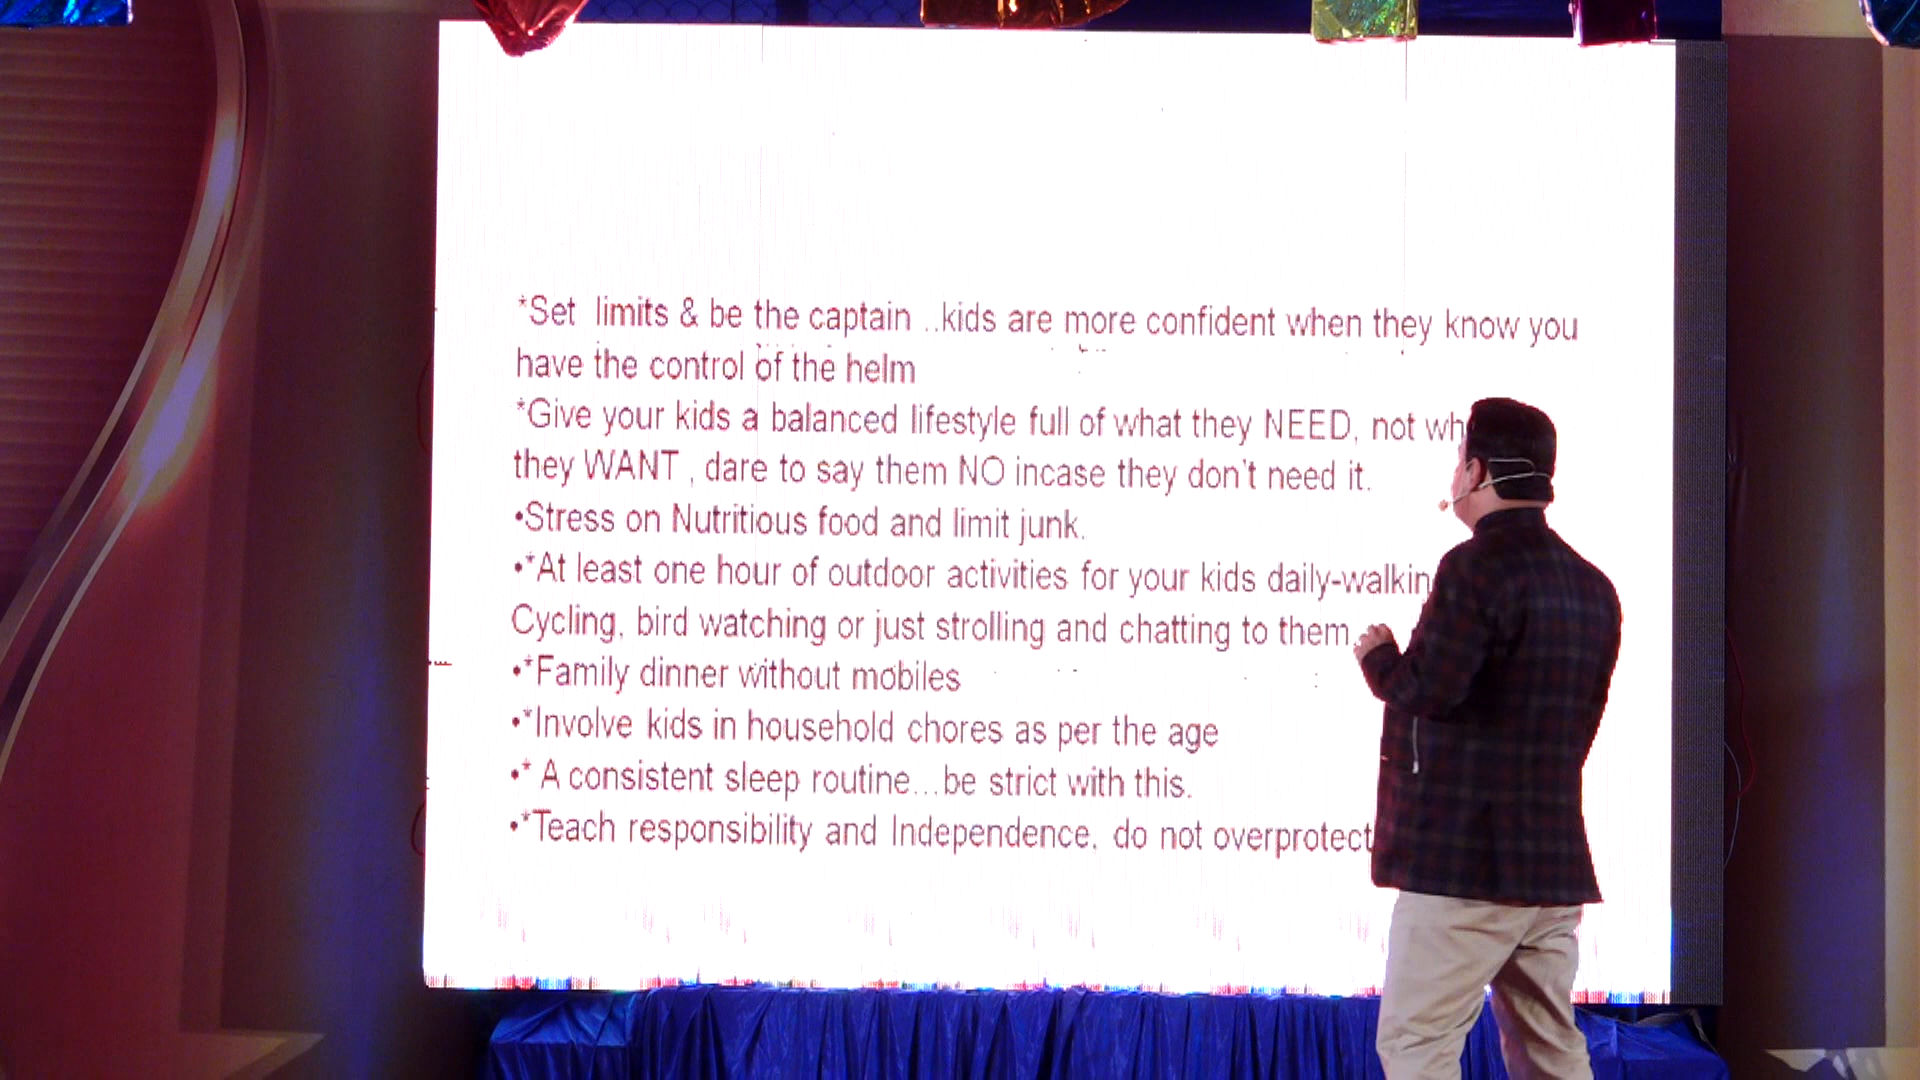 *Set limits & be the captain ..kids are more confident when they know you
have the control of the helm
*Give your kids a balanced lifestyle full of what they NEED, not
they WANT , dare to say them NO incase they don't need it.
•Stress on Nutritious food and limit junk.
•*At least one hour of outdoor activities for your kids daily-walkin
Cycling, bird watching or just strolling and chatting to them.
•*Family dinner without mobiles
•*Involve kids in household chores as per the age
•* A consistent sleep routine...be strict with this.
•*Teach responsibility and Independence, do not overprotect